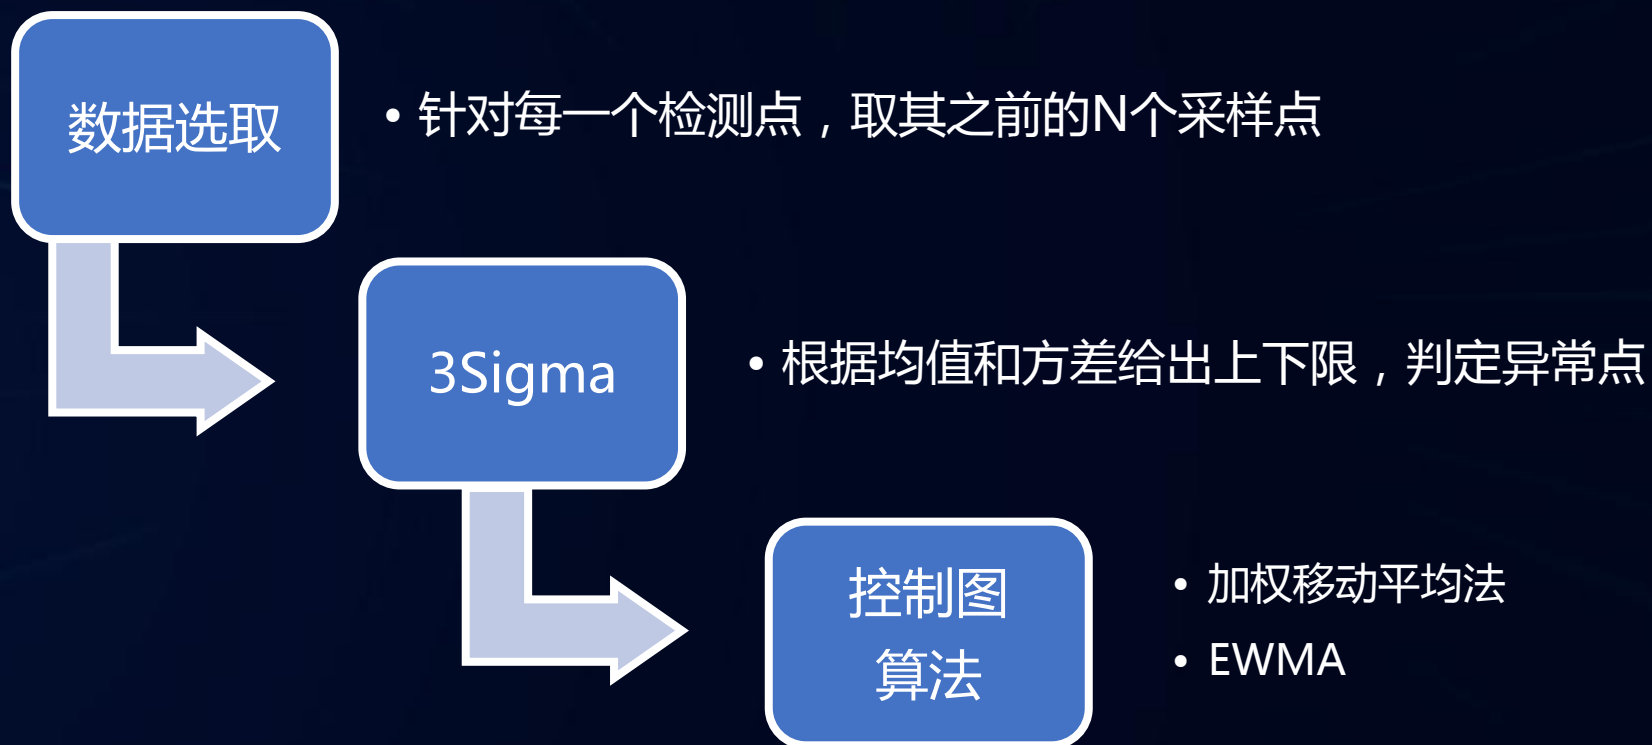 数据选取
• 针对每一个检测点，取其之前的N个采样点
3Sigma
• 根据均值和方差给出上下限，判定异常点
控制图
算法
• 加权移动平均法
• EWMA